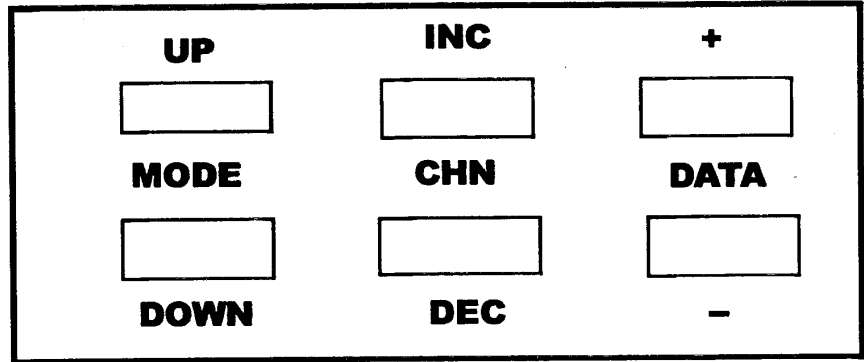 UP INC +
MODE CHN DATA
DOWN DEC –